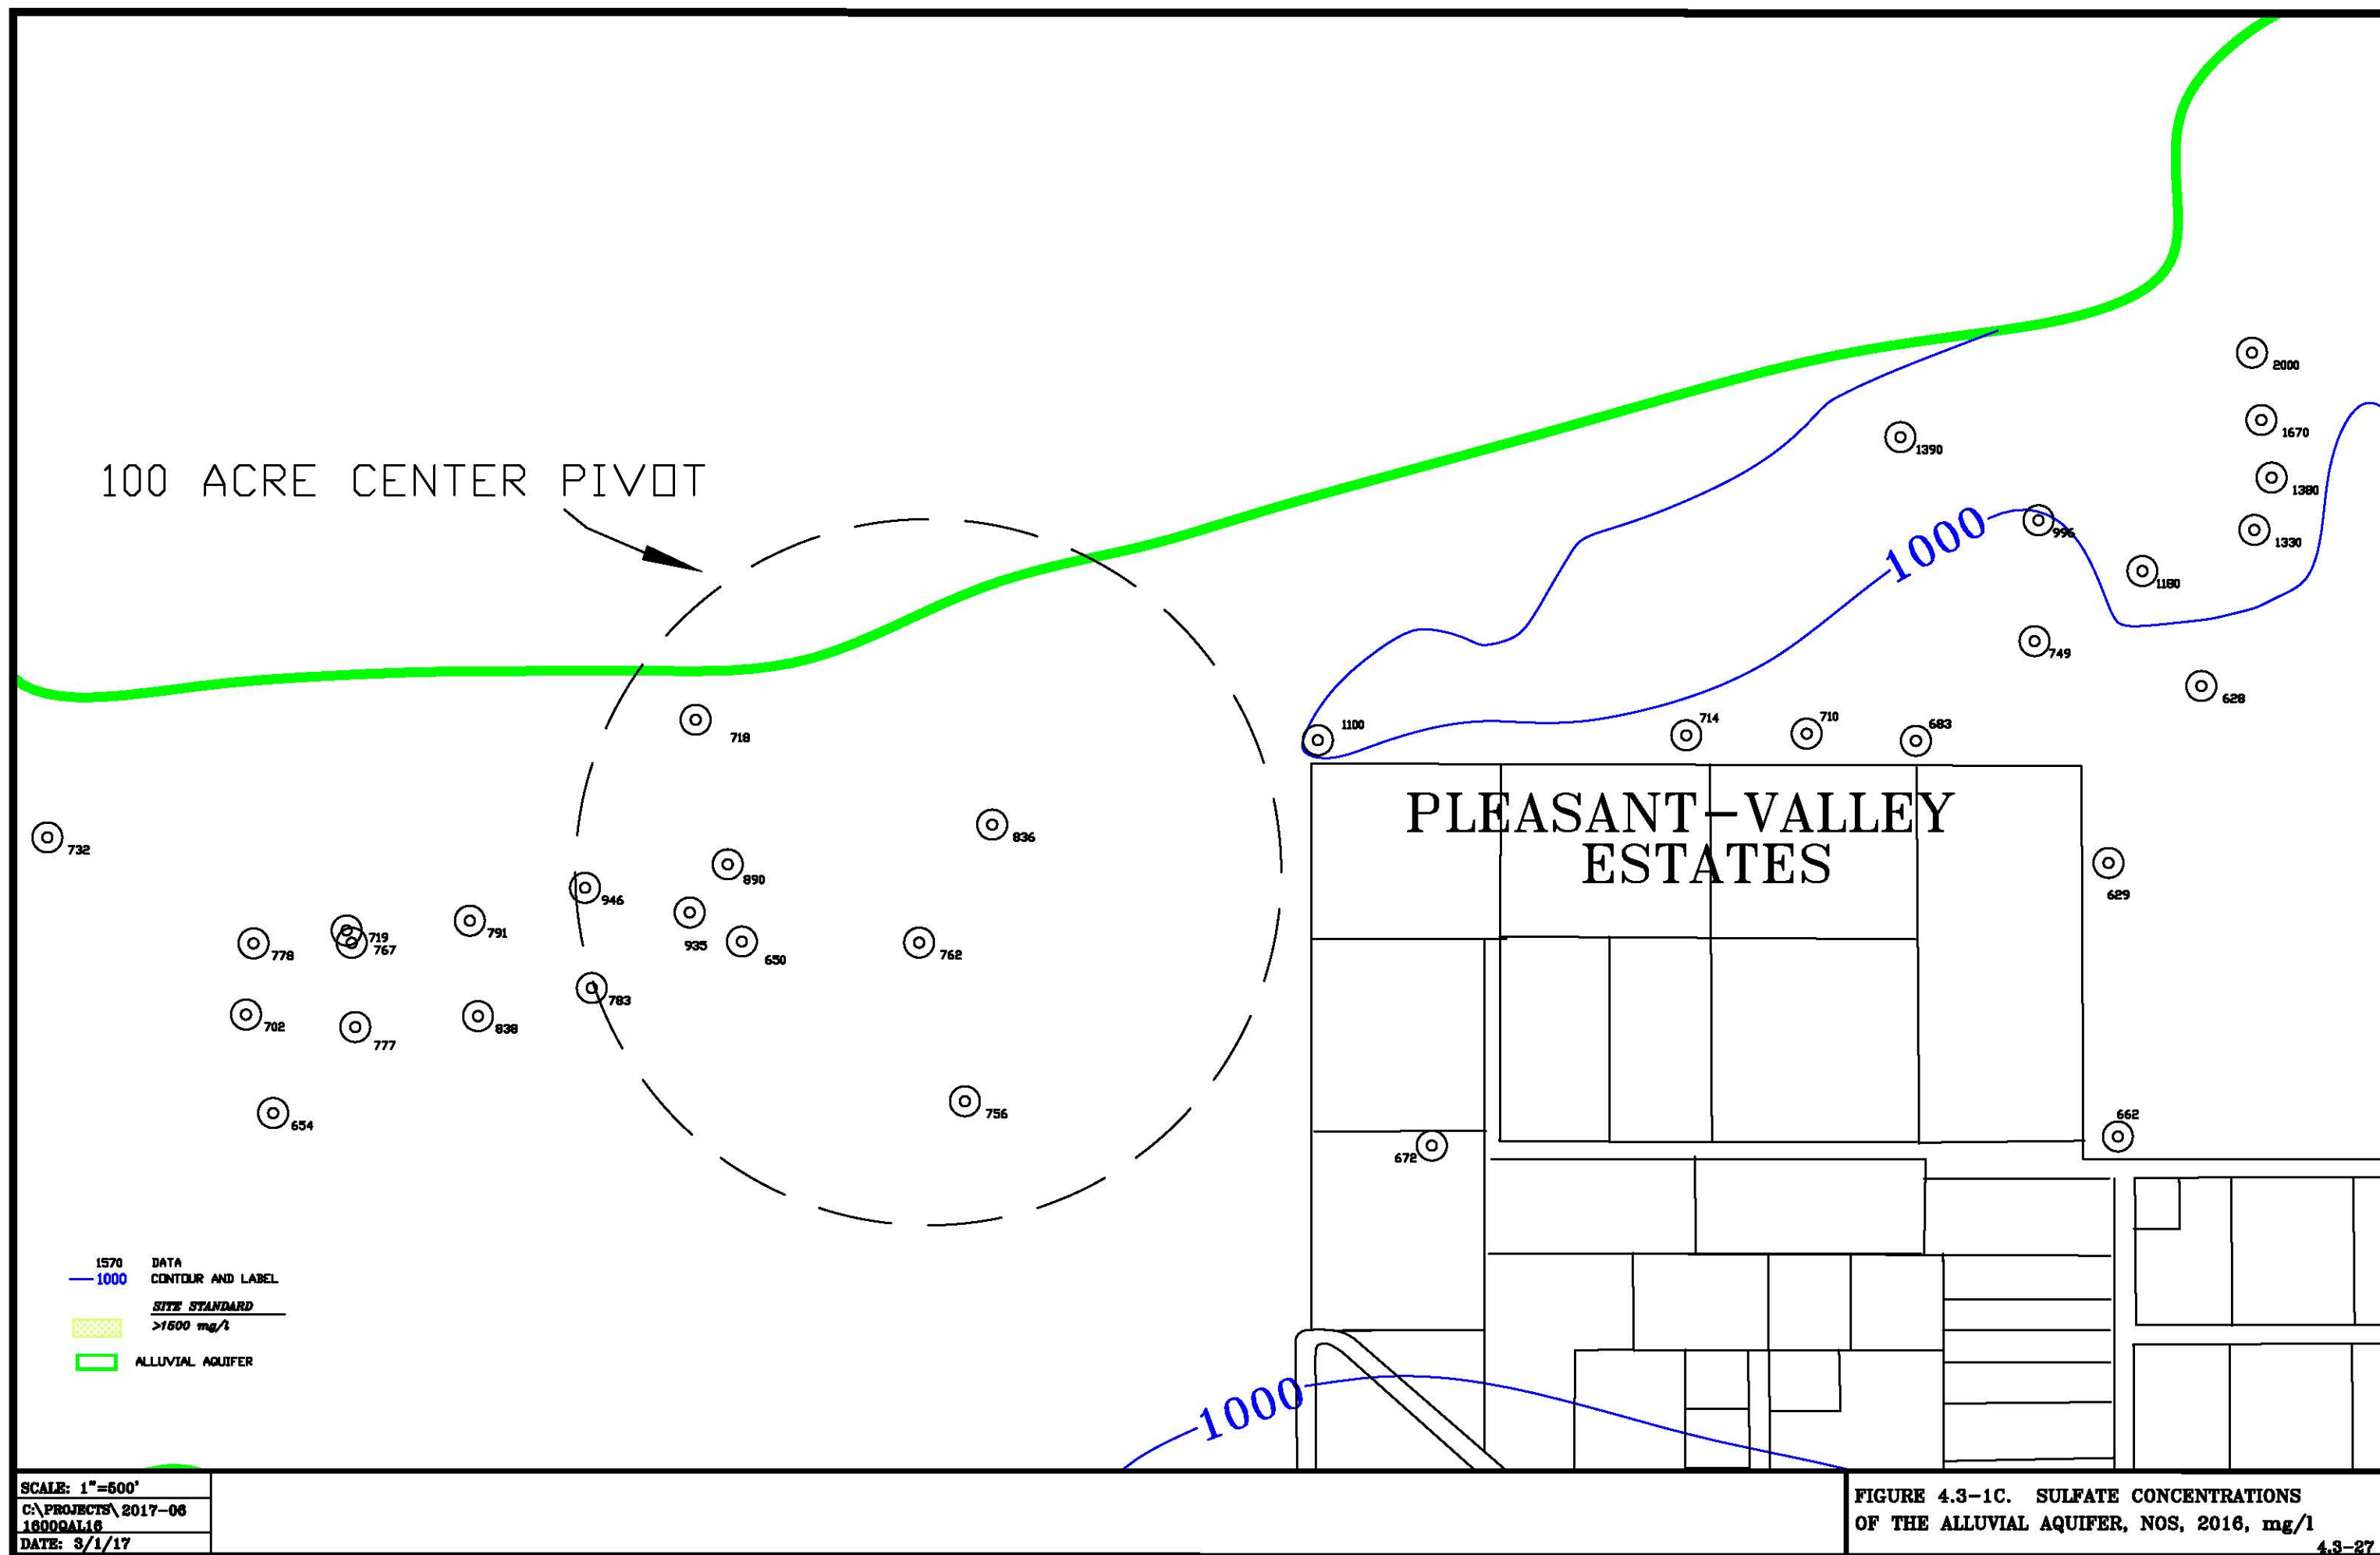 2000
1670
1390
100 ACRE CENTER PIVOT
1380
1000
996
1330
1180
749
628
718
1100
714
710
683
732
836
PLEASANT-VALLEY
ESTATES
890
946
629
719
791
778
767
935
650
762
783
702
838
777
756
654
662
672
1570 DATA
1000 CONTOUR AND LABEL
SITE STANDARD
>1500 mg/l
ALLUVIAL AQUIFER
1000
SCALE: 1"=500'
C:\PROJECTS\2017-06
1600QAL16
DATE: 3/1/17
FIGURE 4.3-1C. SULFATE CONCENTRATIONS
OF THE ALLUVIAL AQUIFER, NOS, 2016, mg/l
4.3-27